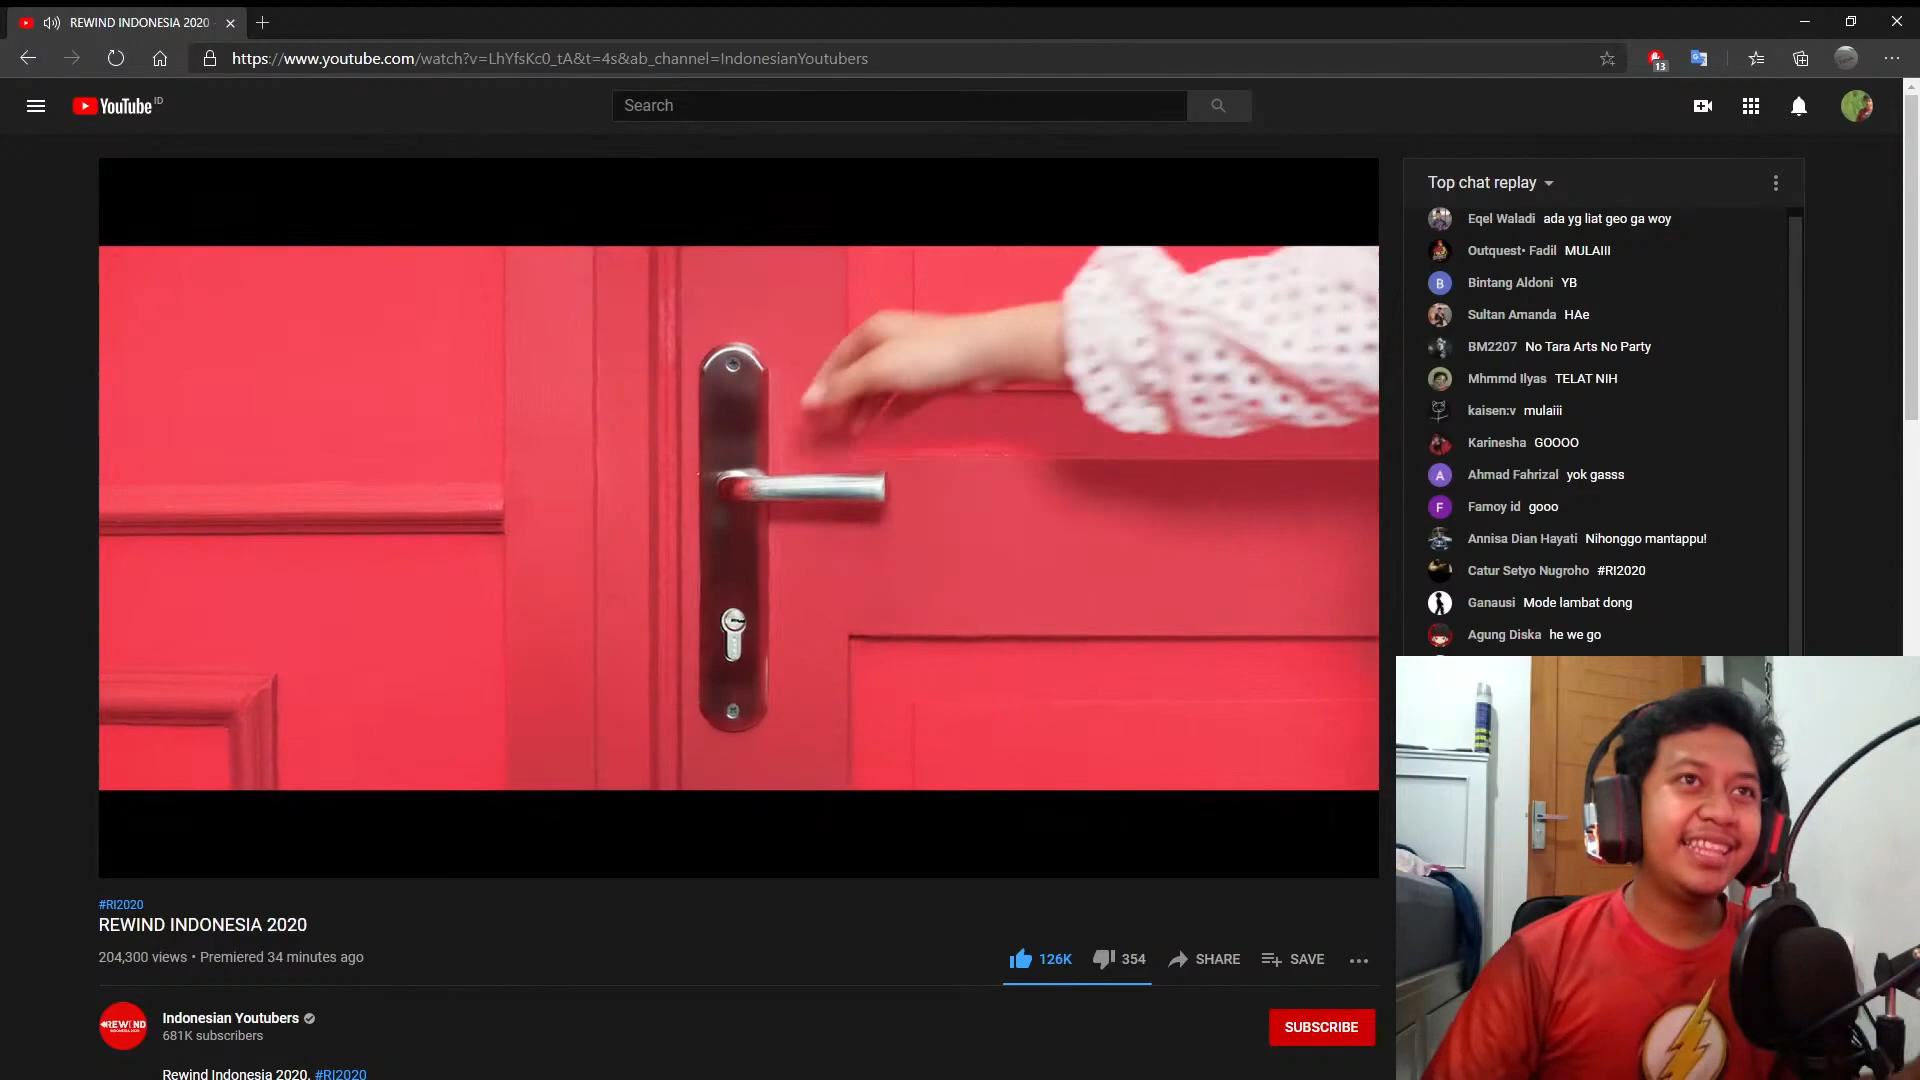 REWIND INDONESIA 2020
https://www.youtube.com/watch?v=LhYfsKc0_tA&t=4s&ab_channel=IndonesianYoutubers
13
YouTube ID
Search
Top chat replay
Eqel Waladi ada yg liat geo ga woy
Outquest• Fadil MULAIII
B Bintang Aldoni YB
Sultan Amanda HAe
BM2207 No Tara Arts No Party
Mhmmd Ilyas TELAT NIH
kaisen:v mulaiii
Karinesha GOOOO
A Ahmad Fahrizal yok gasss
F Famoy id gooo
Annisa Dian Hayati Nihonggo mantappu!
Catur Setyo Nugroho #RI2020
Ganausi Mode lambat dong
Agung Diska he we go
#RI2020
REWIND INDONESIA 2020
204,300 views • Premiered 34 minutes ago
126K 354 SHARE SAVE
REWIND
INDONESIA 2020
Indonesian Youtubers
681K subscribers
SUBSCRIBE
Rewind Indonesia 2020. #RI2020